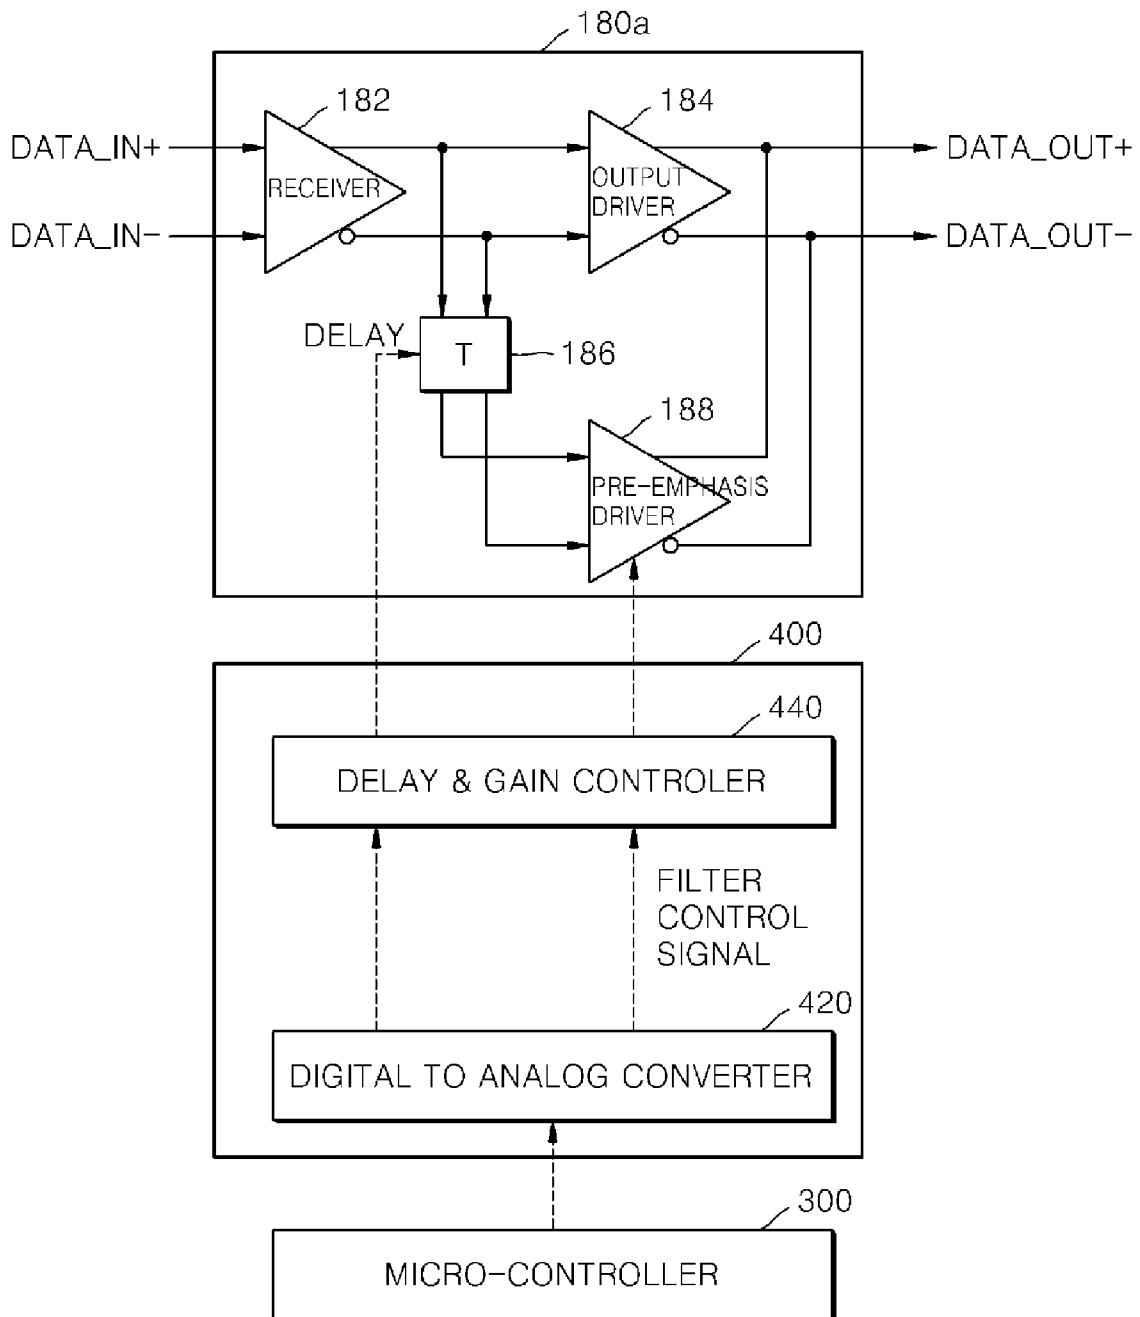 180a
182
184
DATA_IN+
RECEIVER
OUTPUT
DRIVER
DATA_OUT+
DATA_IN-
DATA_OUT-
DELAY
T
186
188
PRE-EMPHASIS
DRIVER
400
440
DELAY & GAIN CONTROLER
FILTER
CONTROL
SIGNAL
420
DIGITAL TO ANALOG CONVERTER
300
MICRO-CONTROLLER